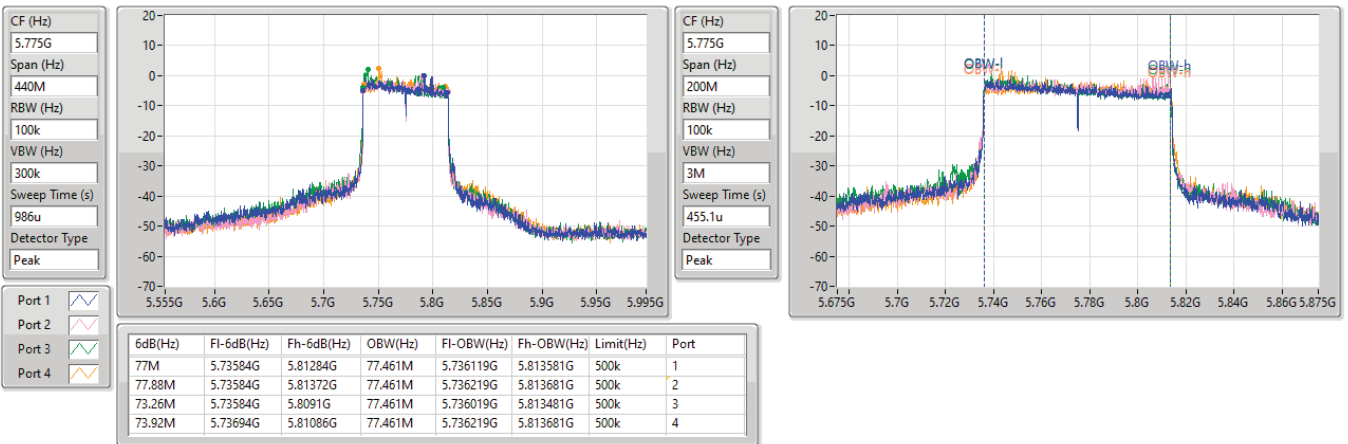 CF (Hz)
5.775G
Span (Hz)
440M
RBW (Hz)
100k
VBW (Hz)
300k
Sweep Time (s)
986u
Detector Type
Peak
20
10
0
-10
-20
-30
-40
-50
-60
-70
5.555G 5.6G 5.65G 5.7G 5.75G 5.8G 5.85G 5.9G 5.95G 5.995G
CF (Hz)
5.775G
Span (Hz)
200M
RBW (Hz)
100k
VBW (Hz)
3M
Sweep Time (s)
455.1u
Detector Type
Peak
20
10
0
-10
-20
-30
-40
-50
-60
-70
OBW-l OBW-h
5.675G 5.7G 5.72G 5.74G 5.76G 5.78G 5.8G 5.82G 5.84G 5.86G 5.875G
Port 1
Port 2
Port 3
Port 4
6dB(Hz) Fl-6dB(Hz) Fh-6dB(Hz) OBW(Hz) Fl-OBW(Hz) Fh-OBW(Hz) Limit(Hz) Port
77M 5.73584G 5.81284G 77.461M 5.736119G 5.813581G 500k 1
77.88M 5.73584G 5.81372G 77.461M 5.736219G 5.813681G 500k 2
73.26M 5.73584G 5.8091G 77.461M 5.736019G 5.813481G 500k 3
73.92M 5.73694G 5.81086G 77.461M 5.736219G 5.813681G 500k 4